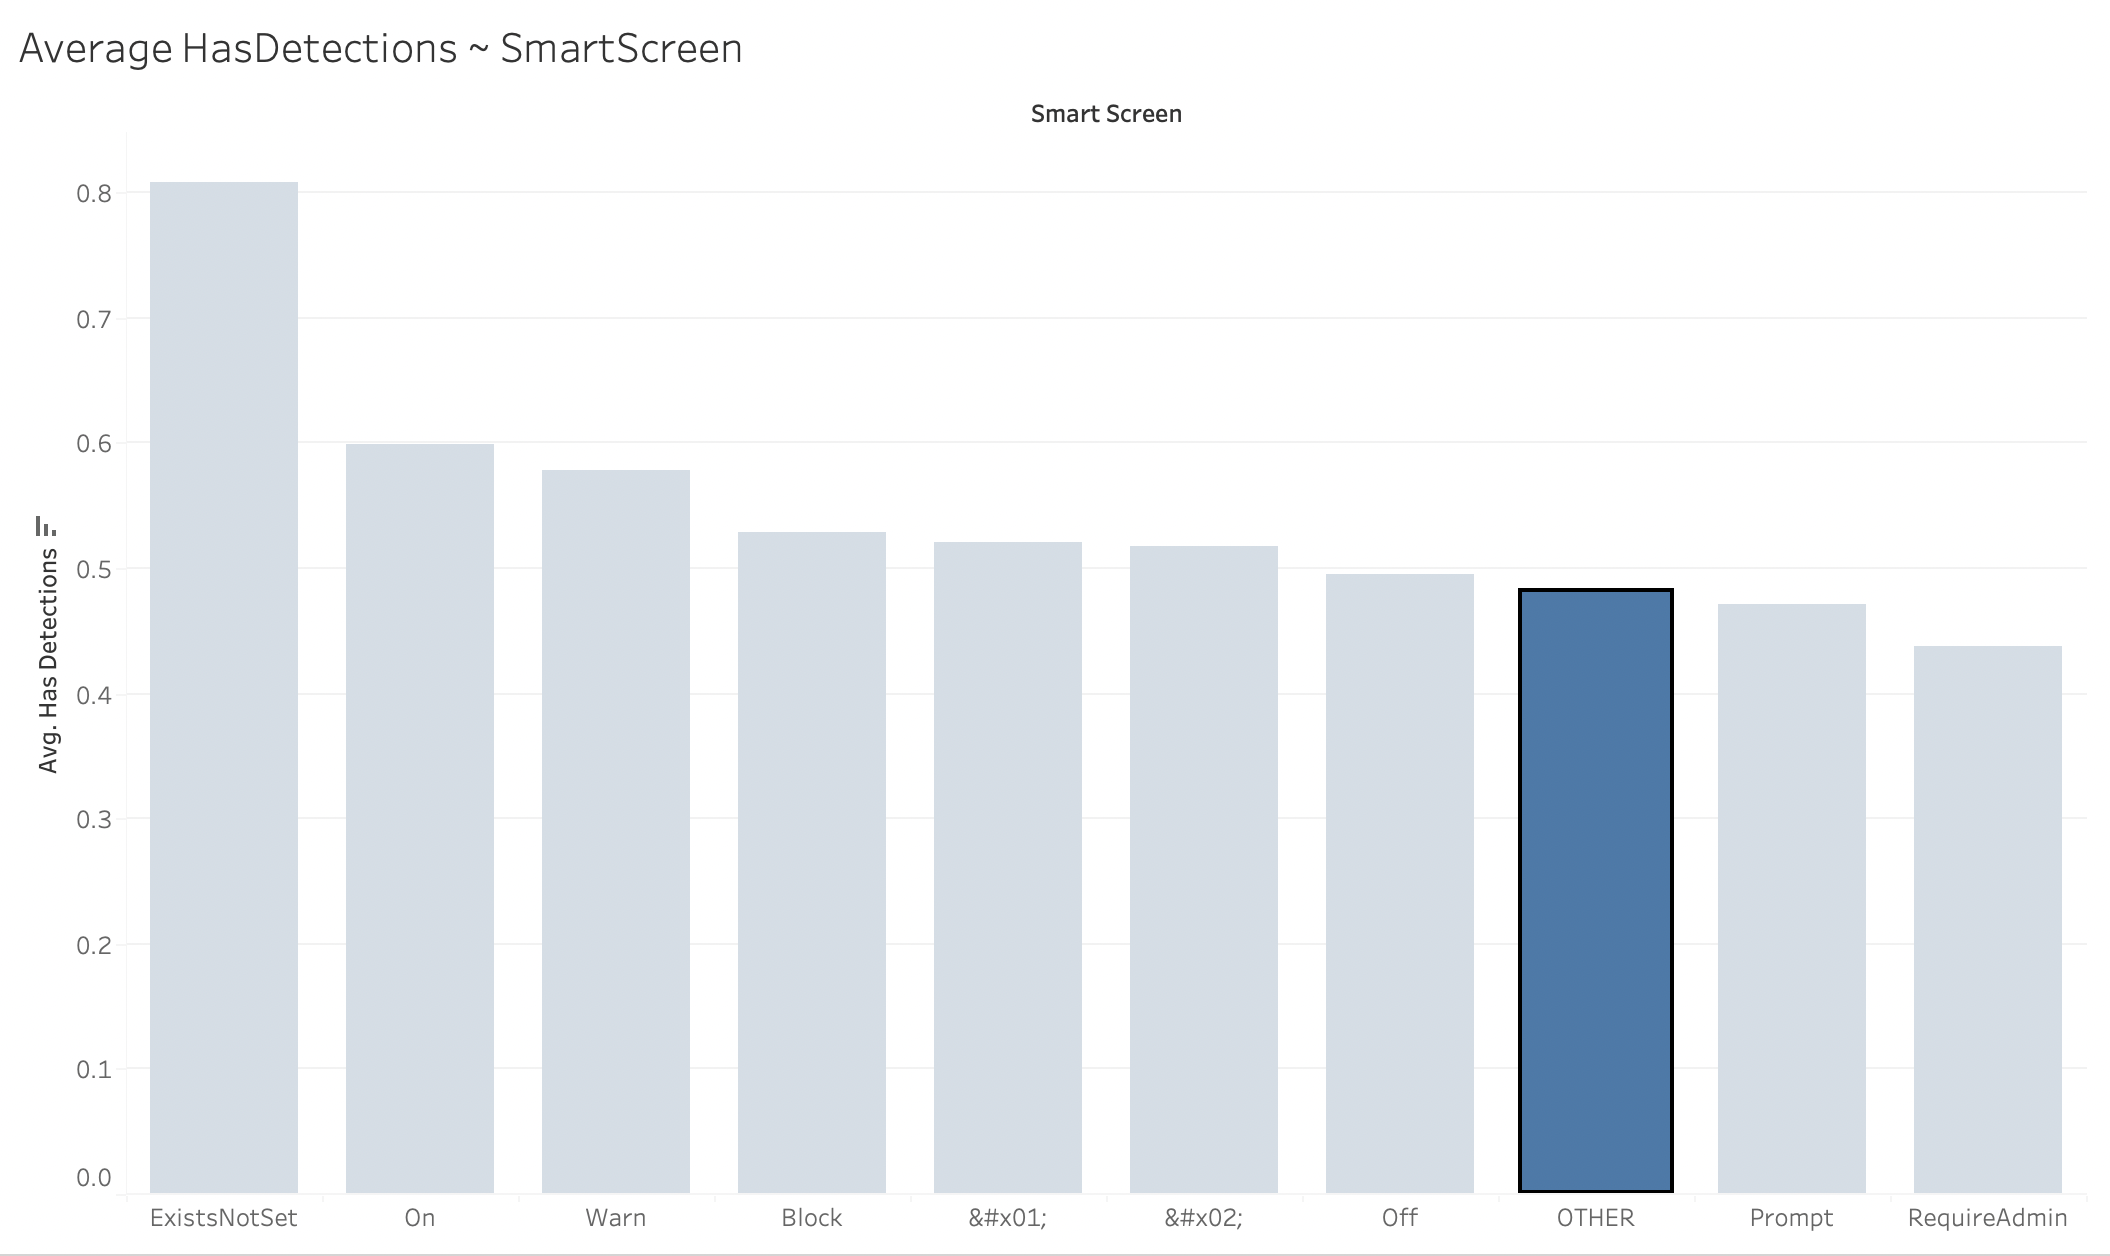 Average HasDetections ~ SmartScreen
Smart Screen
0.8
0.7
0.6
0.5
0.4
0.3
0.2
0.1
0.0
Avg. Has Detections
ExistsNotSet On Warn Block &#x01; &#x02; Off OTHER Prompt RequireAdmin